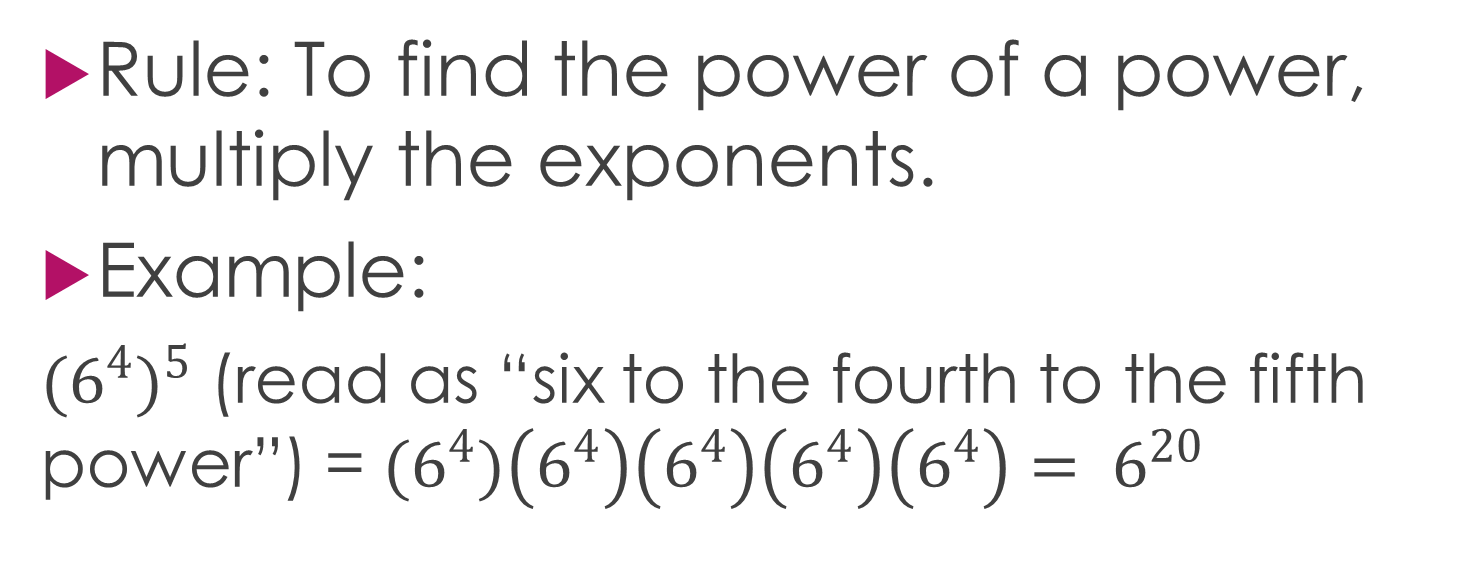 ▶Rule: To find the power of a power,
multiply the exponents.
▶Example:
(6⁴)⁵ (read as “six to the fourth to the fifth
power”) = (6⁴)(6⁴)(6⁴)(6⁴)(6⁴) = 6²⁰